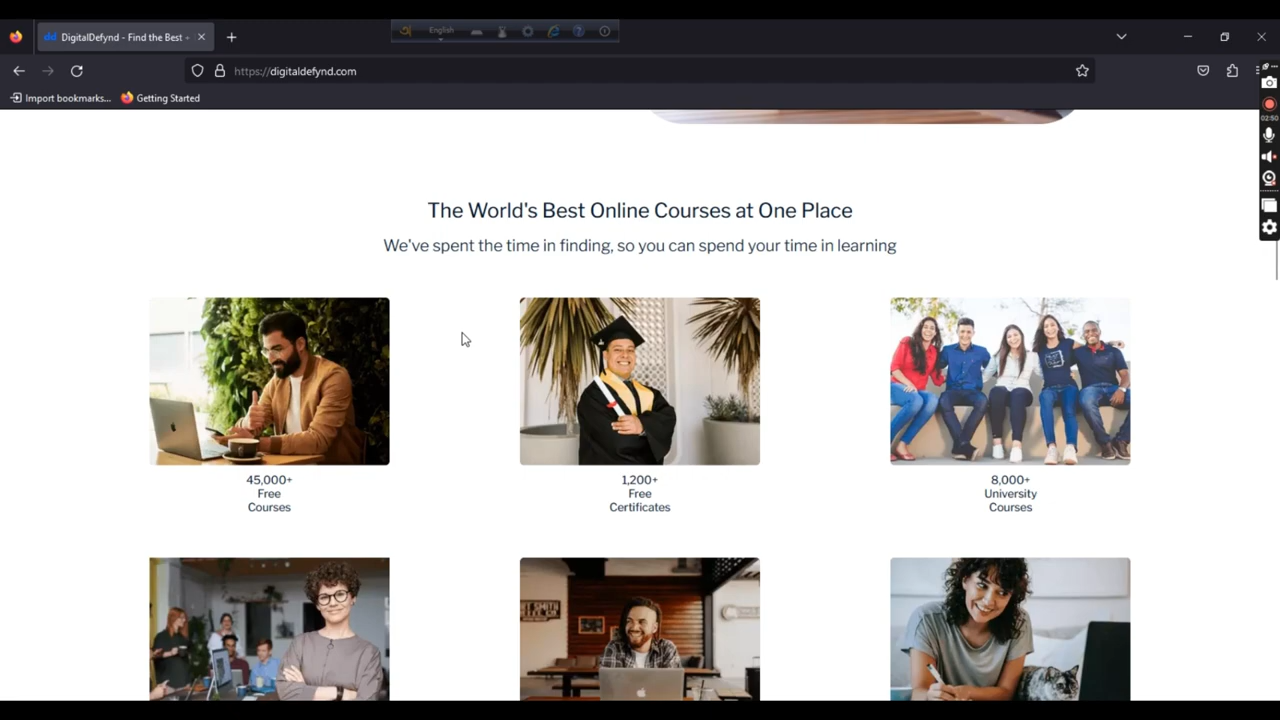 DigitalDefynd - Find the Best +
অ English
https://digitaldefynd.com
Import bookmarks...
Getting Started
02:50
The World's Best Online Courses at One Place
We've spent the time in finding, so you can spend your time in learning
45,000+
Free
Courses
1,200+
Free
Certificates
8,000+
University
Courses